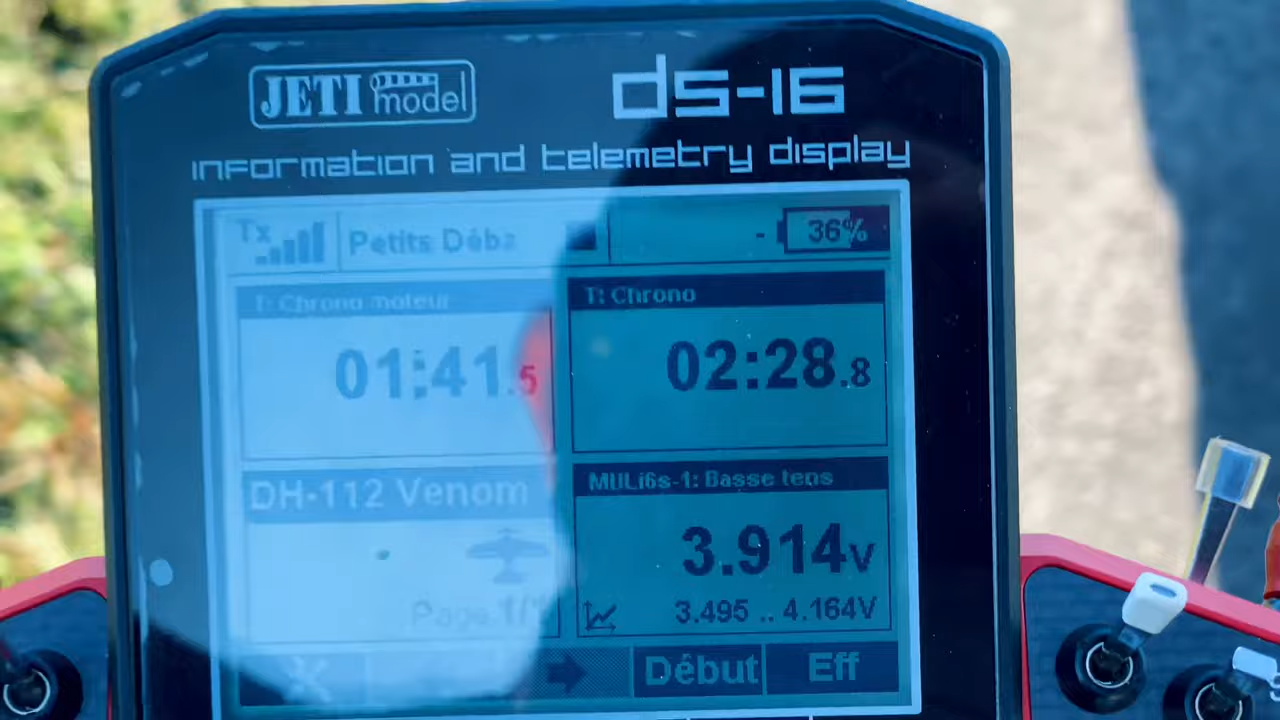 JETI model
DS-16
information and telemetry display
Tx Petits Déba - 36%
T: Chrono moteur
01:41.5
T: Chrono
02:28.8
DH-112 Venom
Page 1/1
MULi6s-1: Basse tens
3.914V
3.495 .. 4.164V
Début Eff